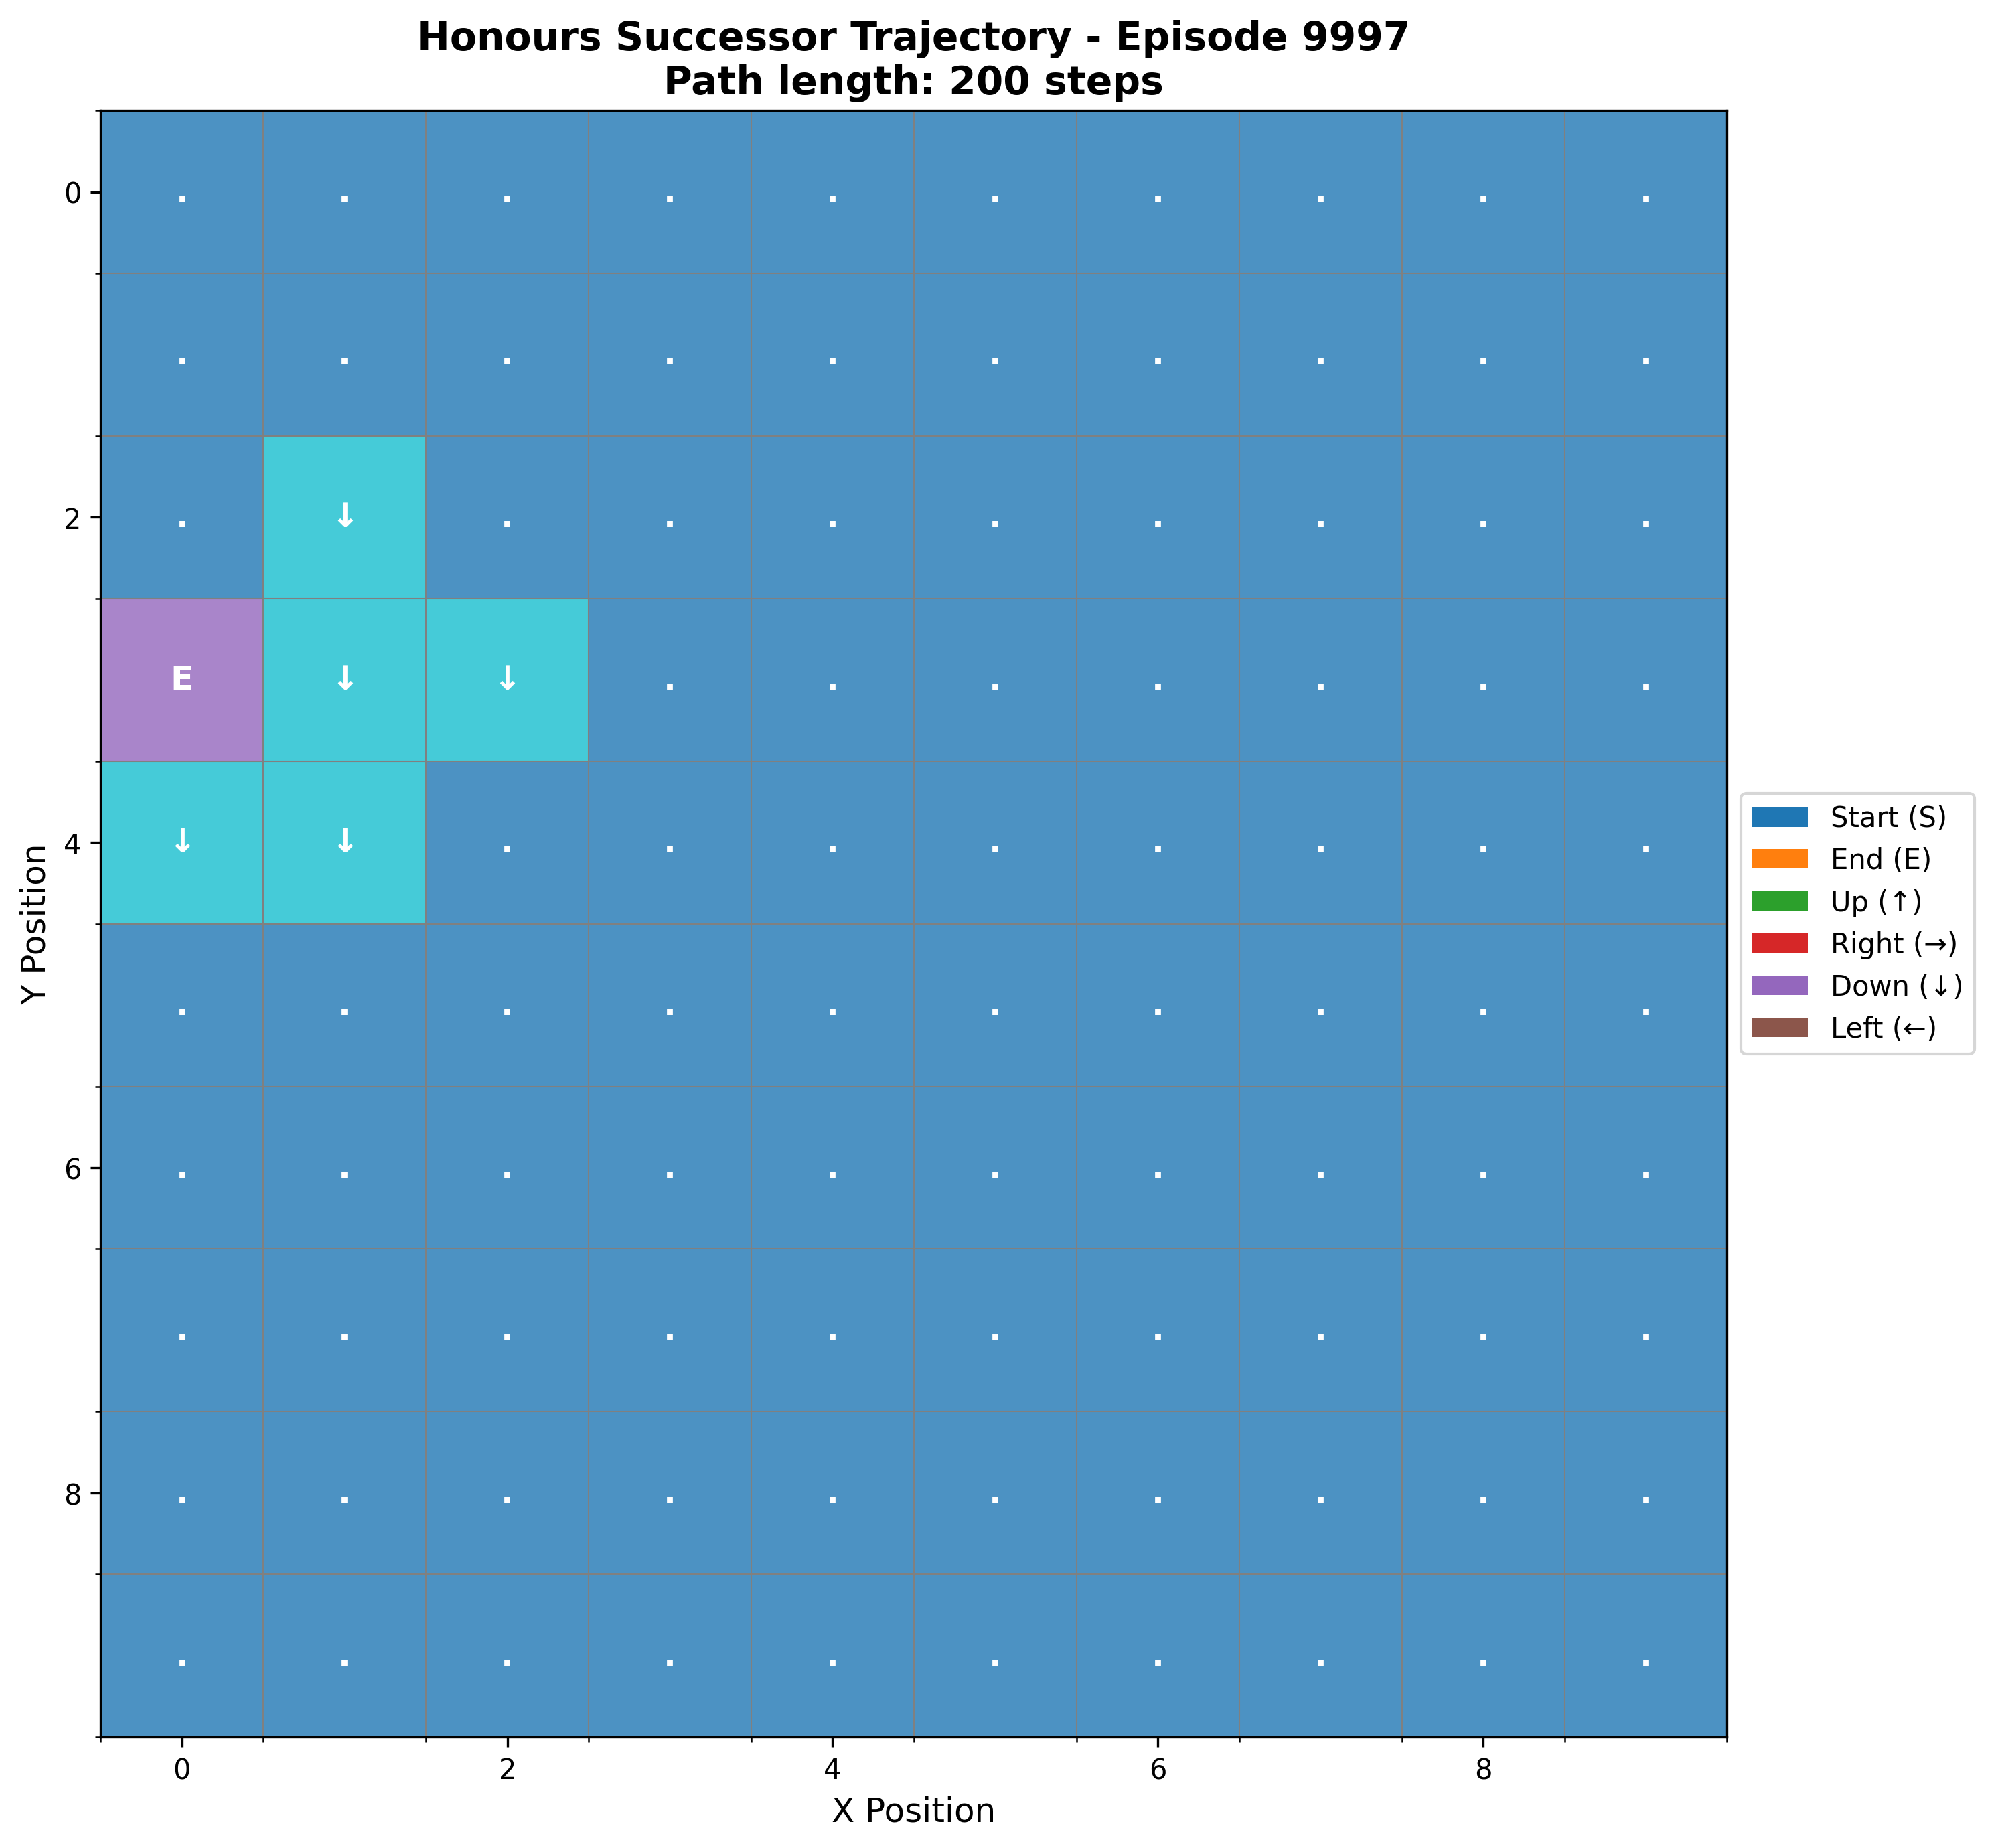 Honours Successor Trajectory - Episode 9997
Path length: 200 steps
0
2
↓
E ↓ ↓
4
↓ ↓
6
8
Y Position
0 2 4 6 8
X Position
Start (S)
End (E)
Up (↑)
Right (→)
Down (↓)
Left (←)